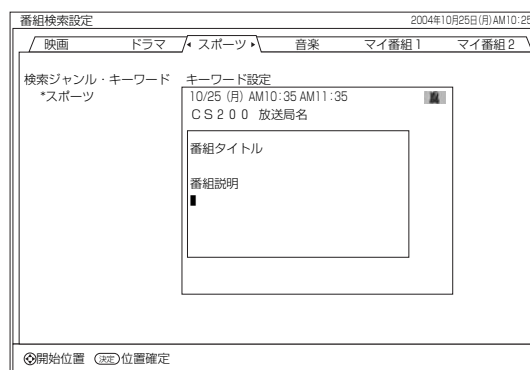 番組検索設定 2004年10月25日(月)AM10:25
映画 ドラマ スポーツ 音楽 マイ番組1 マイ番組2
検索ジャンル・キーワード キーワード設定
*スポーツ 10/25 (月) AM10:35 AM11:35
CS200 放送局名
番組タイトル
番組説明
開始位置 決定 位置確定